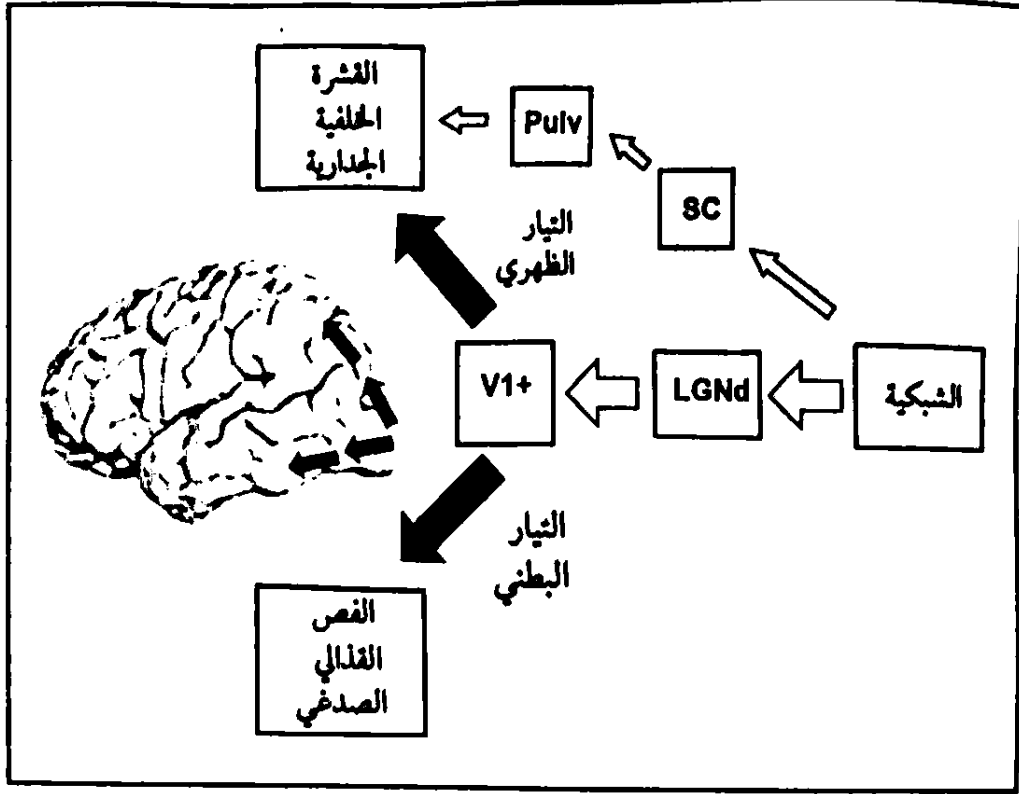 القشرة
الخلفية
الجدارية
Pulv
SC
التيار
الظهري
V1+
LGNd
الشبكية
التيار
البطني
الفص
القذالي
الصدغي